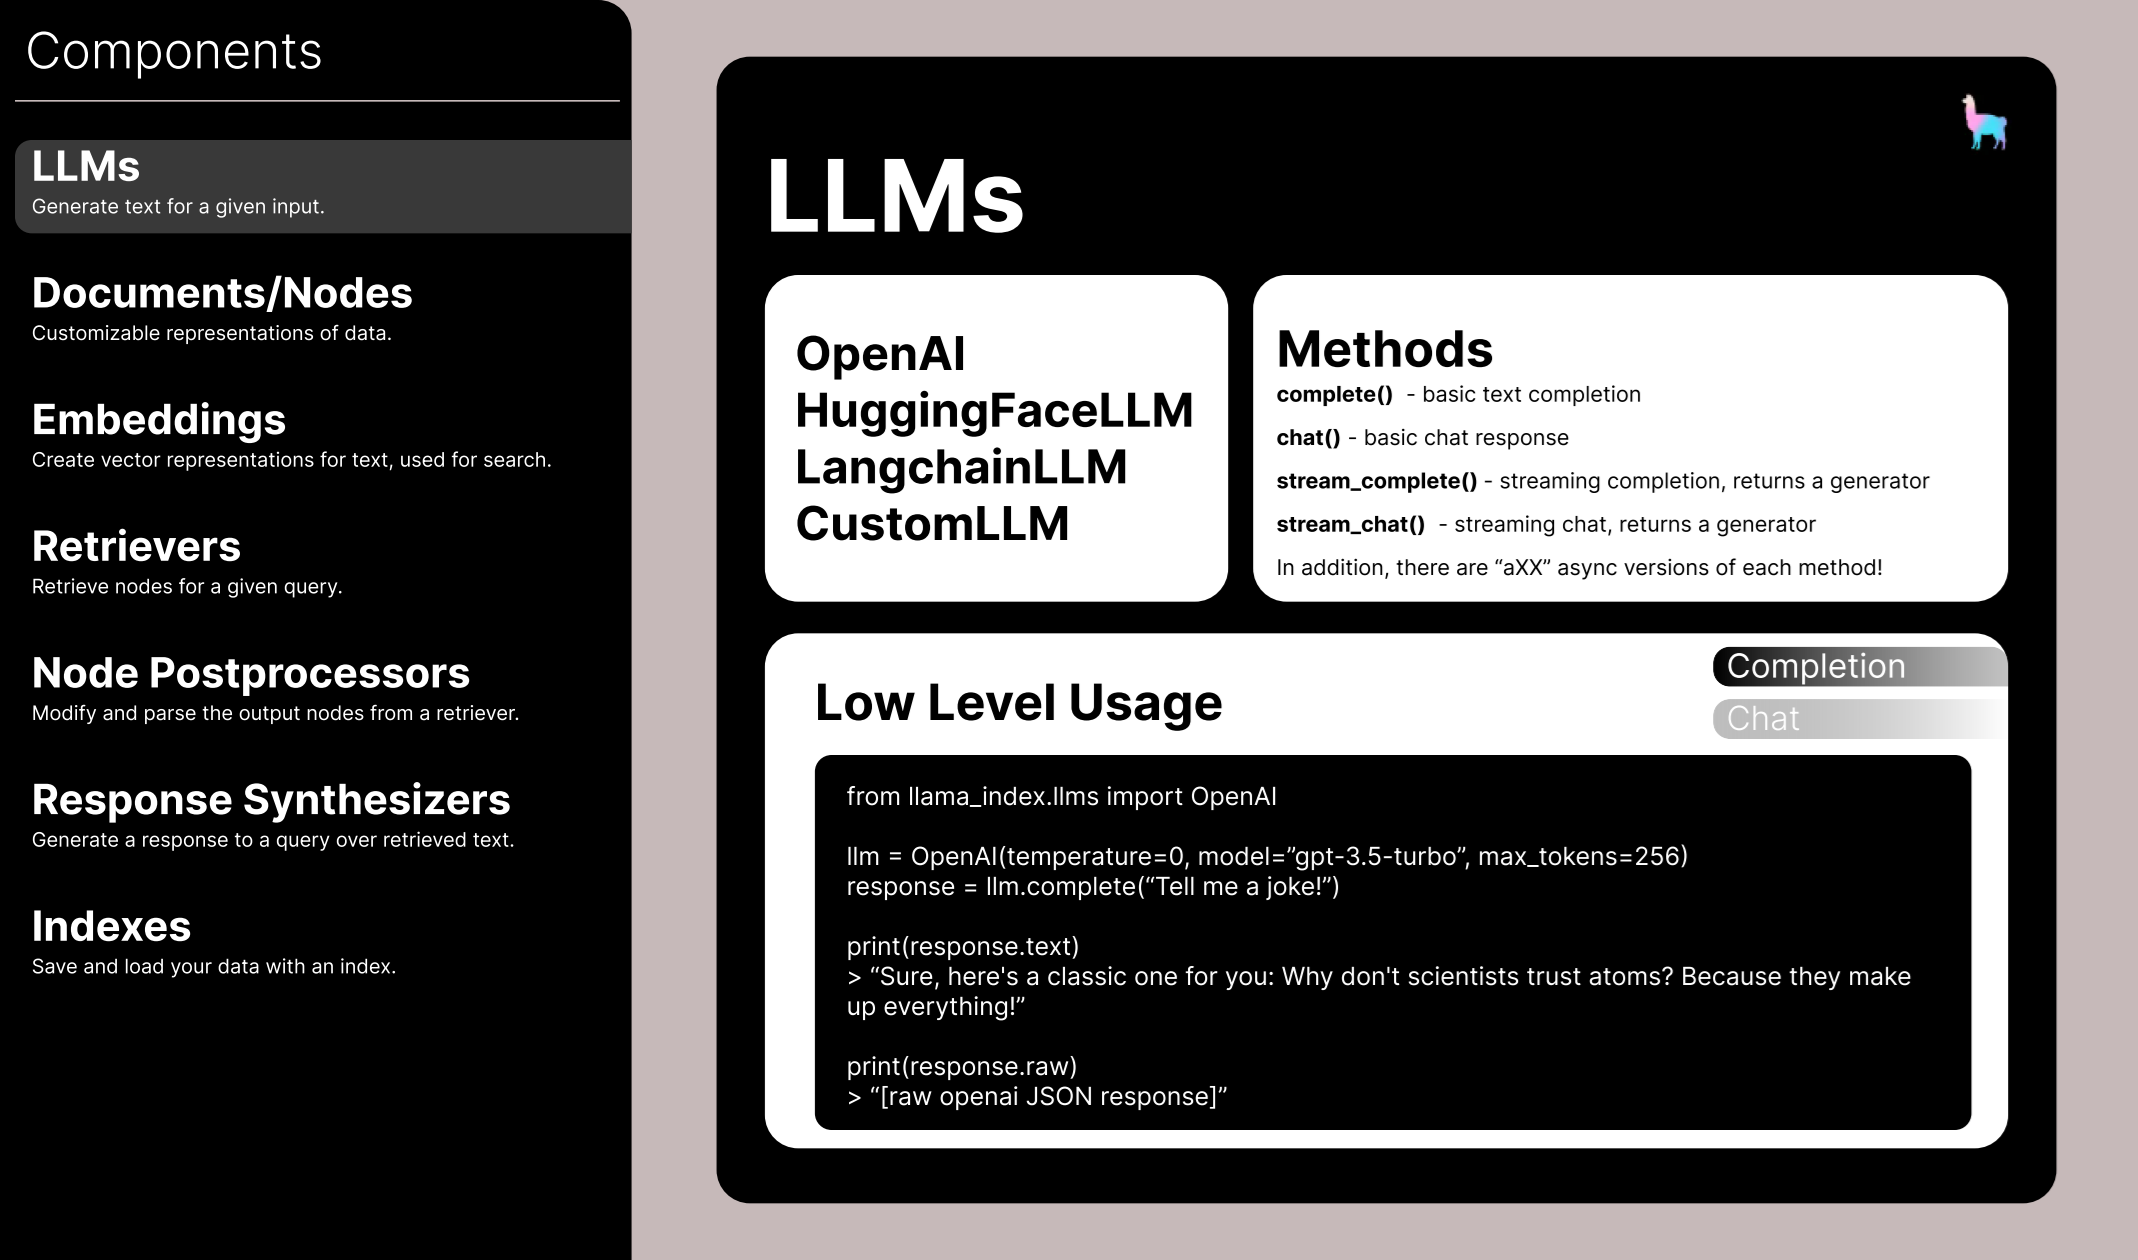 Components
LLMs
Generate text for a given input.
Documents/Nodes
Customizable representations of data.
Embeddings
Create vector representations for text, used for search.
Retrievers
Retrieve nodes for a given query.
Node Postprocessors
Modify and parse the output nodes from a retriever.
Response Synthesizers
Generate a response to a query over retrieved text.
Indexes
Save and load your data with an index.
LLMs
OpenAI
HuggingFaceLLM
LangchainLLM
CustomLLM
Methods
complete()  - basic text completion
chat() - basic chat response
stream_complete() - streaming completion, returns a generator
stream_chat()  - streaming chat, returns a generator
In addition, there are “aXX” async versions of each method!
Low Level Usage
Completion
Chat
from llama_index.llms import OpenAI
llm = OpenAI(temperature=0, model=”gpt-3.5-turbo”, max_tokens=256)
response = llm.complete(“Tell me a joke!”)
print(response.text)
> “Sure, here's a classic one for you: Why don't scientists trust atoms? Because they make
up everything!”
print(response.raw)
> “[raw openai JSON response]”